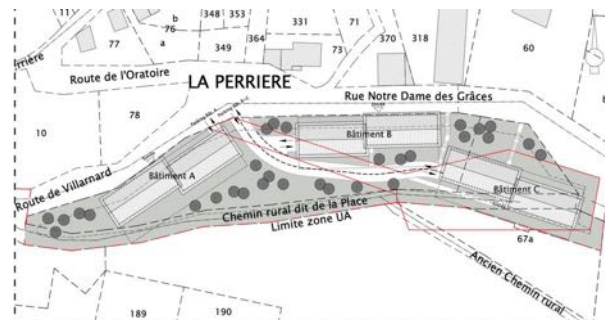 11
b
348
353
76
77
a
349
364
331
71
73
370
318
60
rrière
Route de l'Oratoire
LA PERRIERE
Rue Notre Dame des Grâces
10
78
Bâtiment B
Bâtiment A
Bâtiment C
Route de Villarnard
Chemin rural dit de la Place
Limite zone UA
67a
Ancien Chemin rural
189
190